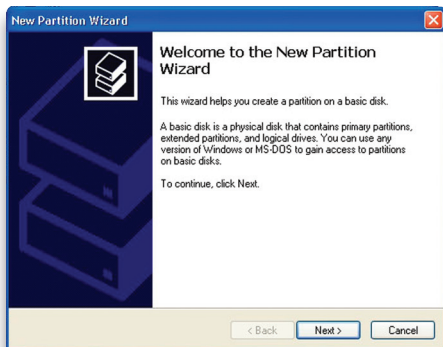 New Partition Wizard
Welcome to the New Partition
Wizard
This wizard helps you create a partition on a basic disk.
A basic disk is a physical disk that contains primary partitions,
extended partitions, and logical drives. You can use any
version of Windows or MS-DOS to gain access to partitions
on basic disks.
To continue, click Next.
< Back Next > Cancel